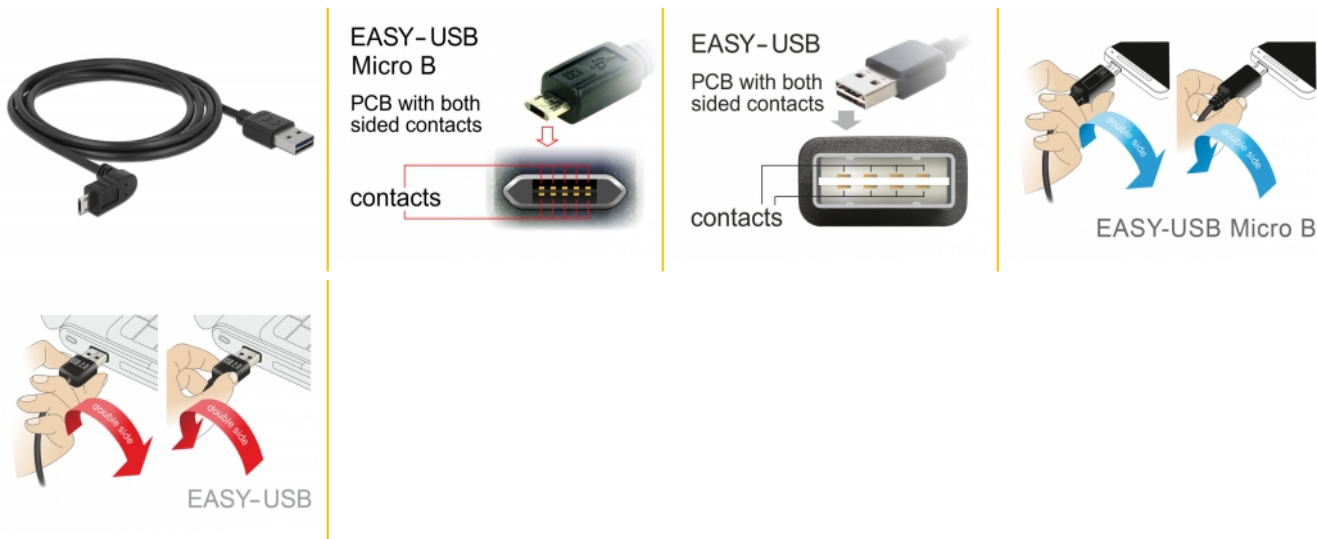 EASY-USB
Micro B
PCB with both
sided contacts
contacts
EASY-USB
PCB with both
sided contacts
contacts
double side
double side
EASY-USB Micro B
double side
double side
EASY-USB